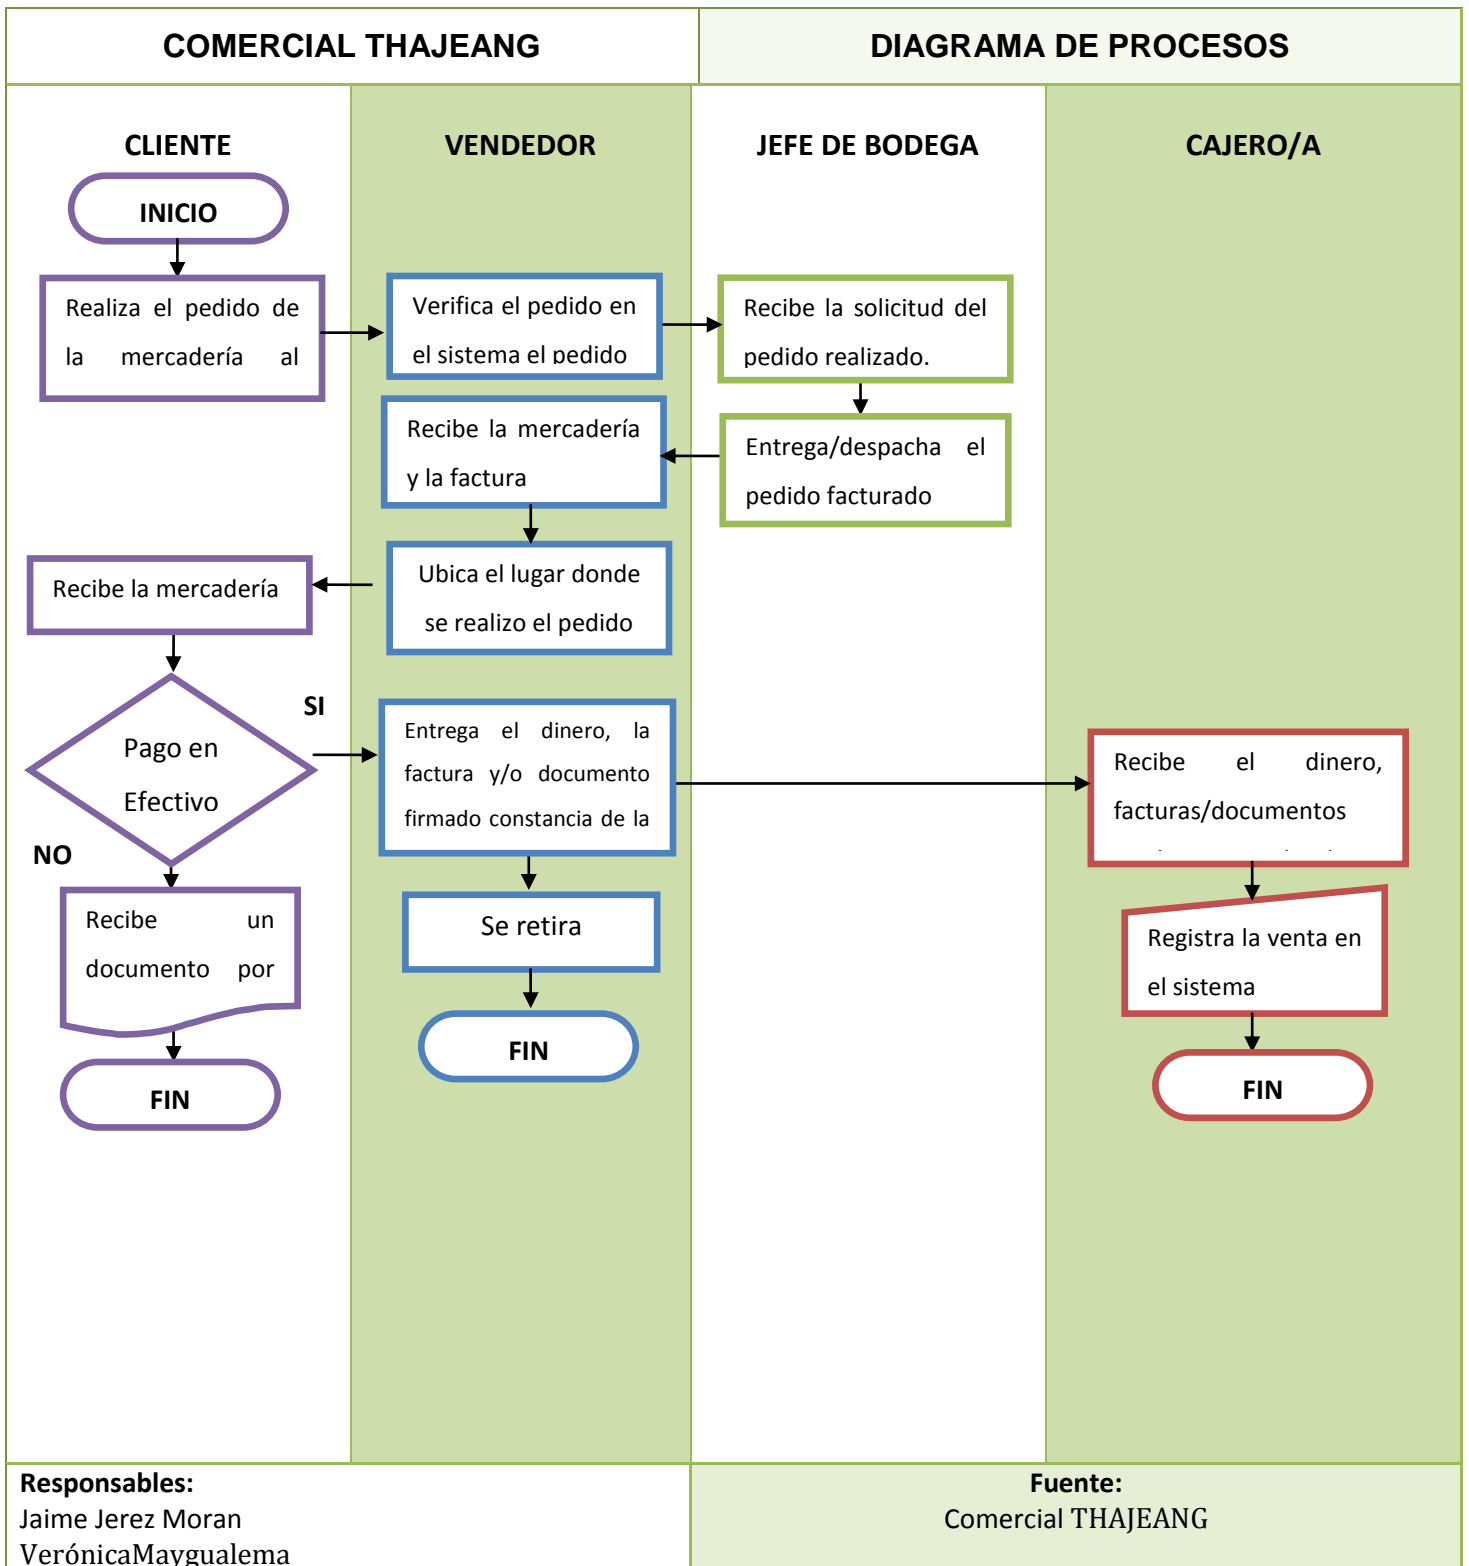 COMERCIAL THAJEANG
DIAGRAMA DE PROCESOS
CLIENTE
VENDEDOR
JEFE DE BODEGA
CAJERO/A
INICIO
Realiza el pedido de
la mercadería al
Verifica el pedido en
el sistema el pedido
Recibe la solicitud del
pedido realizado.
Recibe la mercadería
y la factura
Entrega/despacha el
pedido facturado
Recibe la mercadería
Ubica el lugar donde
se realizo el pedido
Pago en
Efectivo
SI
NO
Entrega el dinero, la
factura y/o documento
firmado constancia de la
Recibe el dinero,
facturas/documentos
Recibe un
documento por
Se retira
Registra la venta en
el sistema
FIN
FIN
FIN
Responsables:
Jaime Jerez Moran
VerónicaMaygualema
Fuente:
Comercial THAJEANG